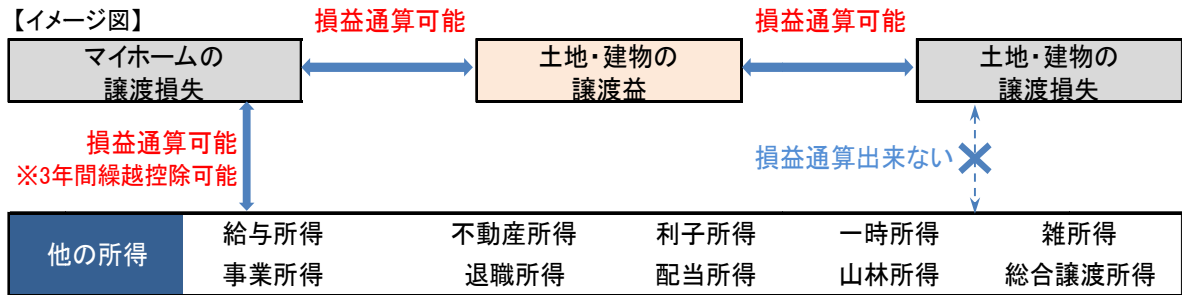 【イメージ図】
損益通算可能
損益通算可能
マイホームの
譲渡損失
土地・建物の
譲渡益
土地・建物の
譲渡損失
損益通算可能
※3年間繰越控除可能
損益通算出来ない
他の所得
給与所得 不動産所得 利子所得 一時所得 雑所得
事業所得 退職所得 配当所得 山林所得 総合譲渡所得